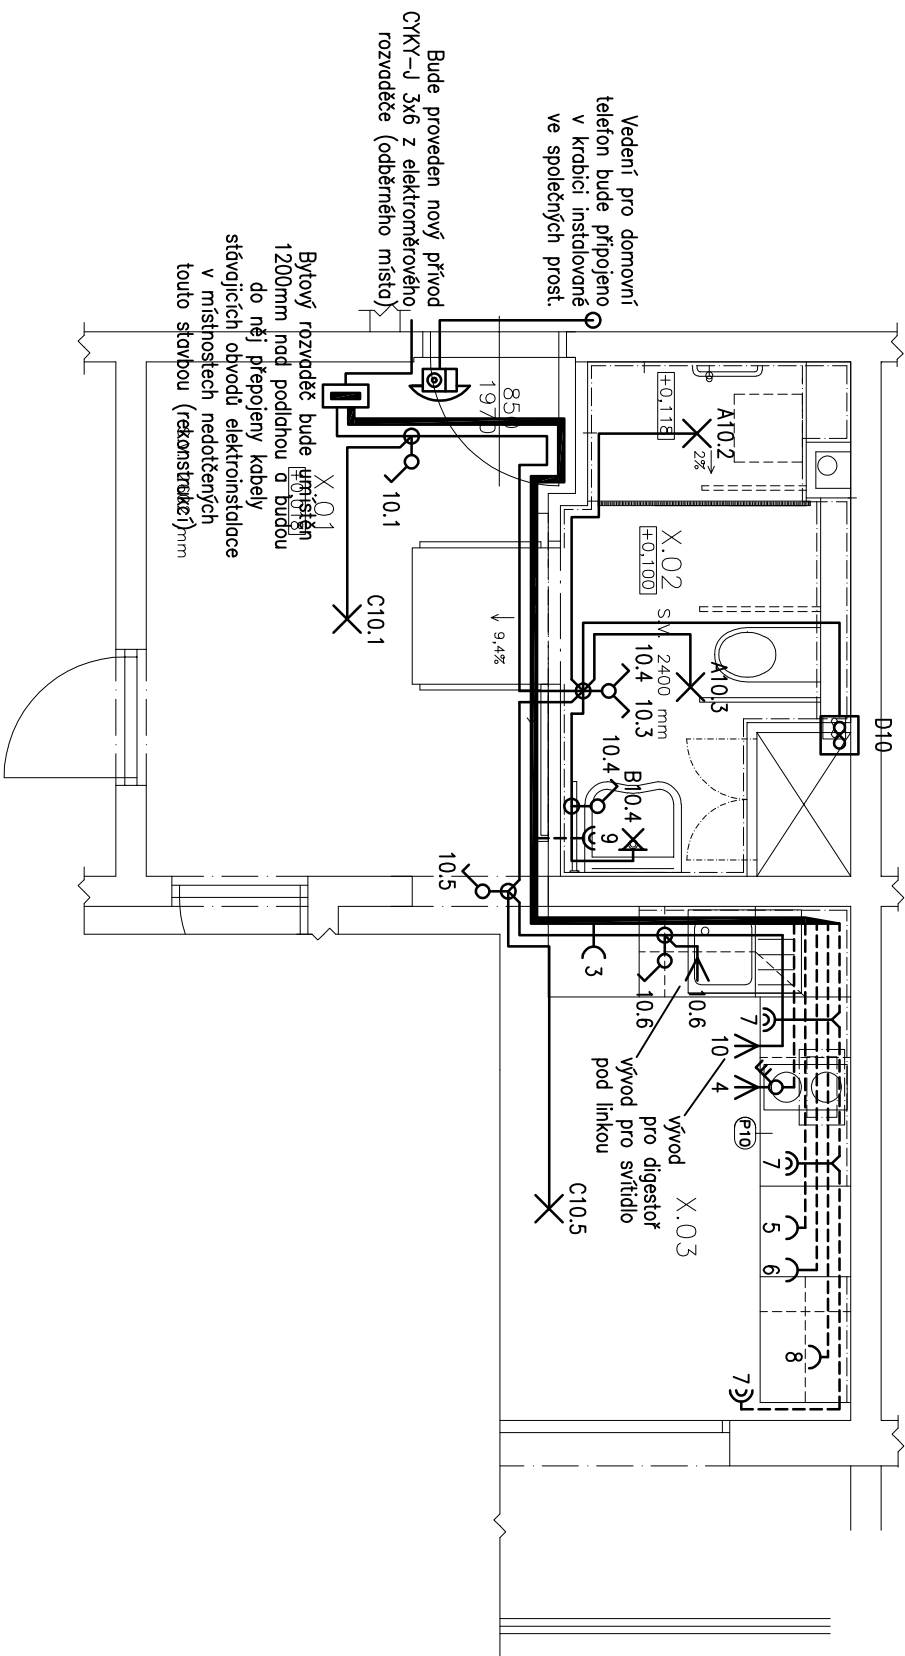 Vedení pro domovní
telefon bude připojeno
v krabici instalované
ve společných prost.
Bude proveden nový přívod
CYKY-J 3x6 z elektroměrového
rozvaděče (odběrného místa)
Bytový rozvaděč bude umístěn
1200mm nad podlahou a budou
do něj přepojeny kabely
stávajicích obvodů elektroinstalace
v místnostech nedotčených
touto stavbou (rekonstrukcí)
mm
X.01
850
1970
+0,118
A10.2
2%
10.1
C10.1
9,4%
X.02
+0,100
S.V. 2400 mm
A10.3
10.4 10.3
D10
10.4
B10.4
9
10.5
3
10.6
10.6
7
10
4
P10
7
5
6
8
7
vývod
pro digestoř
vývod pro svítidlo
pod linkou
X.03
C10.5